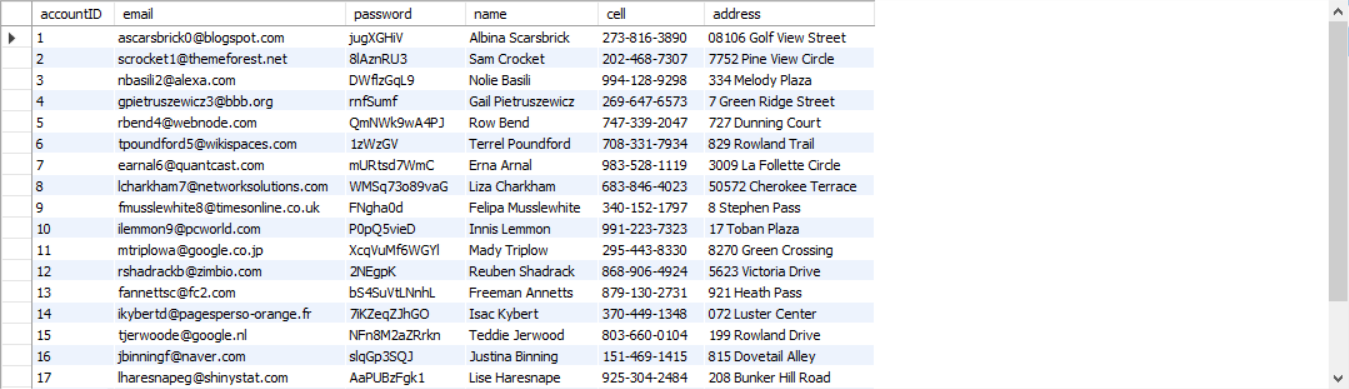 accountID email password name cell address
1 ascarsbrick0@blogspot.com jugXGHiV Albina Scarsbrick 273-816-3890 08106 Golf View Street
2 scrocket1@themeforest.net 8lAznRU3 Sam Crocket 202-468-7307 7752 Pine View Circle
3 nbasili2@alexa.com DWflzGqL9 Nolie Basili 994-128-9298 334 Melody Plaza
4 gpietruszewicz3@bbb.org rnfSumf Gail Pietruszewicz 269-647-6573 7 Green Ridge Street
5 rbend4@webnode.com QmNWk9wA4PJ Row Bend 747-339-2047 727 Dunning Court
6 tpoundford5@wikispaces.com 1zWzGV Terrel Poundford 708-331-7934 829 Rowland Trail
7 earnal6@quantcast.com mURtsd7WmC Erna Arnal 983-528-1119 3009 La Follette Circle
8 lcharkham7@networksolutions.com WMSq73o89vaG Liza Charkham 683-846-4023 50572 Cherokee Terrace
9 fmusslewhite8@timesonline.co.uk FNgha0d Felipa Musslewhite 340-152-1797 8 Stephen Pass
10 ilemmon9@pcworld.com P0pQ5vieD Innis Lemmon 991-223-7323 17 Toban Plaza
11 mtriplowa@google.co.jp XcqVuMf6WGYl Mady Triplow 295-443-8330 8270 Green Crossing
12 rshadrackb@zimbio.com 2NEgpK Reuben Shadrack 868-906-4924 5623 Victoria Drive
13 fannettsc@fc2.com bS4SuVtLNnhL Freeman Annetts 879-130-2731 921 Heath Pass
14 ikybertd@pagesperso-orange.fr 7iKZeqZJhGO Isac Kybert 370-449-1348 072 Luster Center
15 tjerwoode@google.nl NFn8M2aZRrkn Teddie Jerwood 803-660-0104 199 Rowland Drive
16 jbinningf@naver.com slqGp3SQJ Justina Binning 151-469-1415 815 Dovetail Alley
17 lharesnapeg@shinystat.com AaPUBzFgk1 Lise Haresnape 925-304-2484 208 Bunker Hill Road